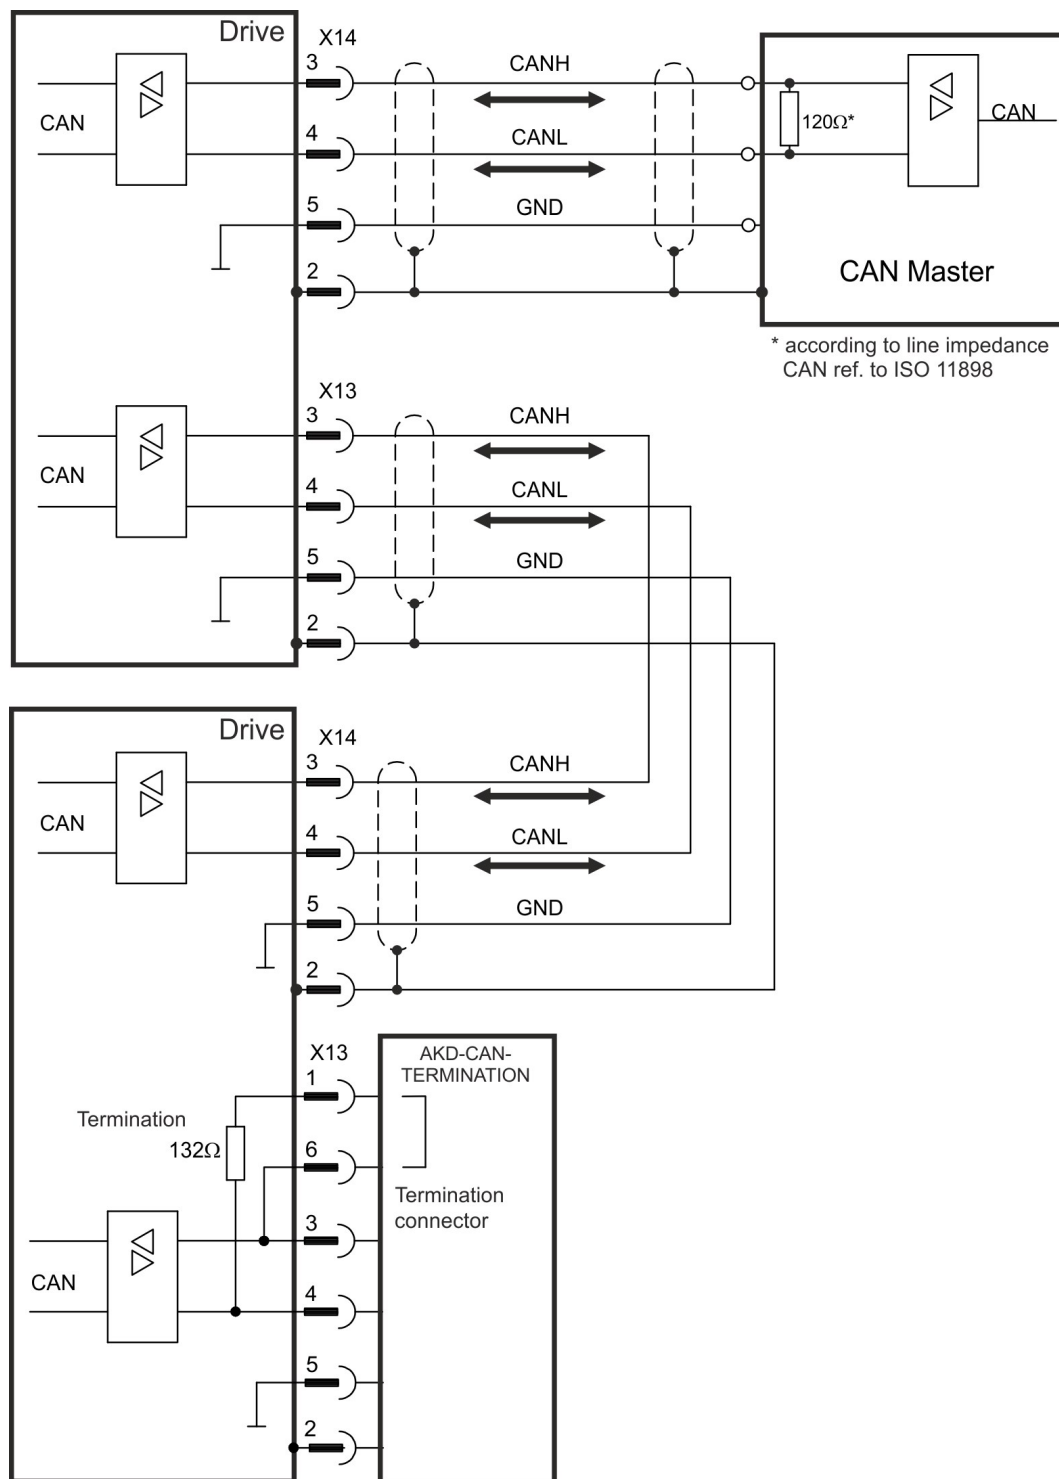 Drive
X14
3
CANH
CAN
120Ω*
CAN
4
CANL
5
GND
2
CAN Master
* according to line impedance
CAN ref. to ISO 11898
X13
3
CANH
CAN
4
CANL
5
GND
2
Drive
X14
3
CANH
CAN
4
CANL
5
GND
2
X13
AKD-CAN-
TERMINATION
1
Termination
132Ω
6
Termination
connector
3
CAN
4
5
2